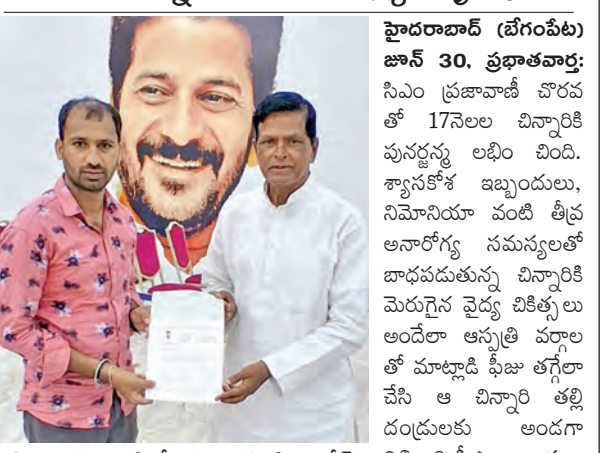 హైదరాబాద్ (బేగంపేట)
జూన్ 30, ప్రభాతవార్త:
సిఎం ప్రజావాణీ చొరవ
తో 17నెలల చిన్నారికి
పునర్జన్మ లభిం చింది.
శ్యాసకోశ ఇబ్బందులు,
నిమోనియా వంటి తీవ్ర
అనారోగ్య సమస్యలతో
బాధపడుతున్న చిన్నారికి
మెరుగైన వైద్య చికిత్సలు
అందేలా ఆస్పత్రి వర్గాల
తో మాట్లాడి ఫీజు తగ్గేలా
చేసి ఆ చిన్నారి తల్లి
దండ్రులకు అండగా